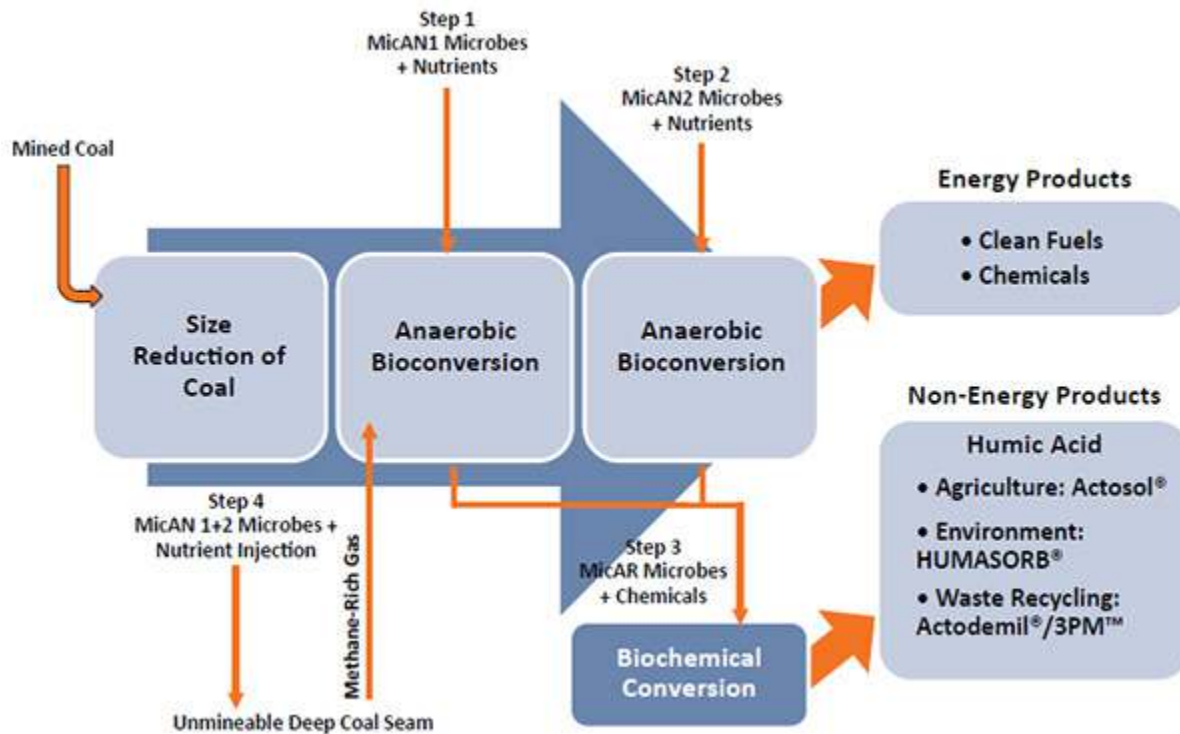 Step 1
MicAN1 Microbes
+ Nutrients
Step 2
MicAN2 Microbes
+ Nutrients
Mined Coal
Size
Reduction of
Coal
Anaerobic
Bioconversion
Anaerobic
Bioconversion
Energy Products
• Clean Fuels
• Chemicals
Non-Energy Products
Humic Acid
• Agriculture: Actosol®
• Environment:
HUMASORB®
• Waste Recycling:
Actodemil®/3PM™
Step 4
MicAN 1+2 Microbes +
Nutrient Injection
Methane-Rich Gas
Step 3
MicAR Microbes
+ Chemicals
Biochemical
Conversion
Unmineable Deep Coal Seam